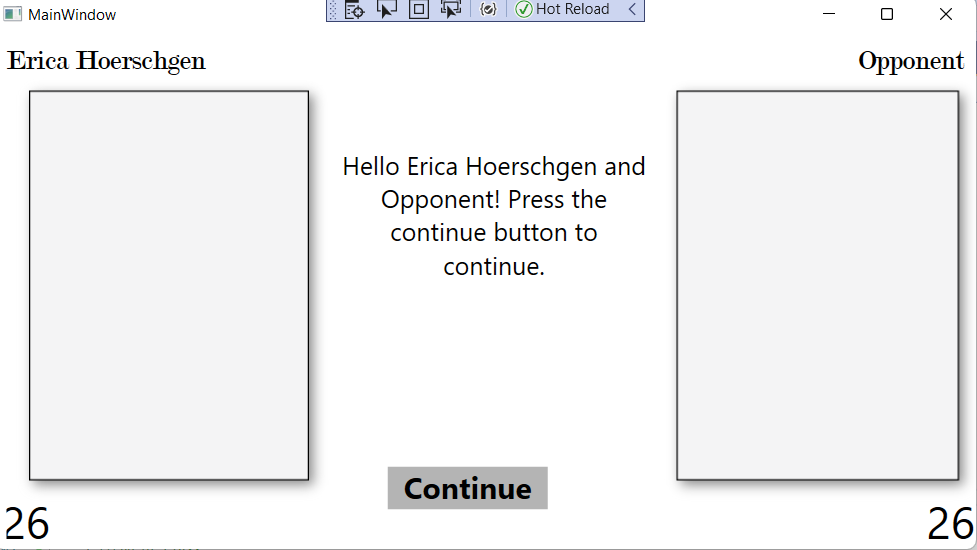 MainWindow
Hot Reload
Erica Hoerschgen
Opponent
Hello Erica Hoerschgen and
Opponent! Press the
continue button to
continue.
Continue
26
26